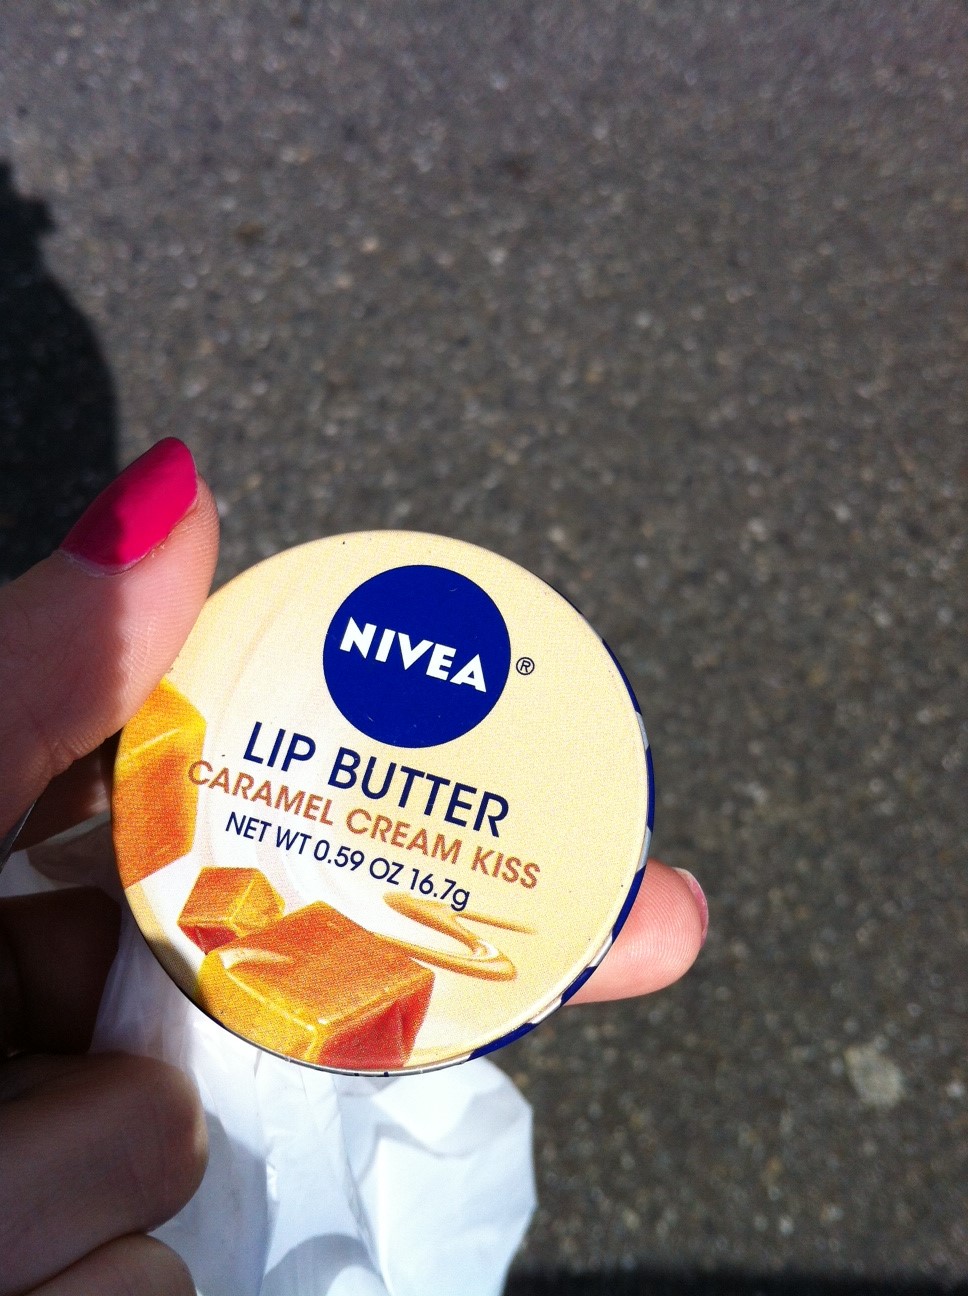 NIVEA®
LIP BUTTER
CARAMEL CREAM KISS
NET WT 0.59 OZ 16.7g